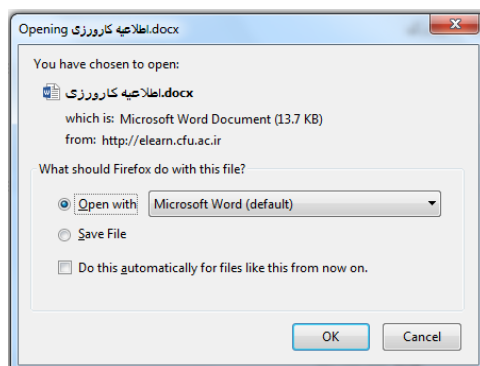 Opening اطلاعیه کارورزی.docx
You have chosen to open:
اطلاعیه کارورزی.docx
which is: Microsoft Word Document (13.7 KB)
from: http://elearn.cfu.ac.ir
What should Firefox do with this file?
Open with Microsoft Word (default)
Save File
Do this automatically for files like this from now on.
OK Cancel